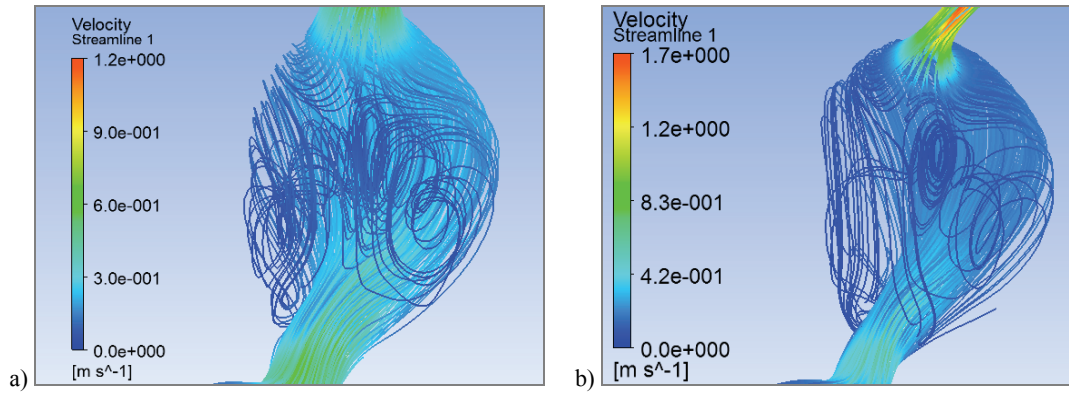 Velocity
Streamline 1
1.2e+000
9.0e-001
6.0e-001
3.0e-001
0.0e+000
[m s^-1]
a)
Velocity
Streamline 1
1.7e+000
1.2e+000
8.3e-001
4.2e-001
0.0e+000
[m s^-1]
b)